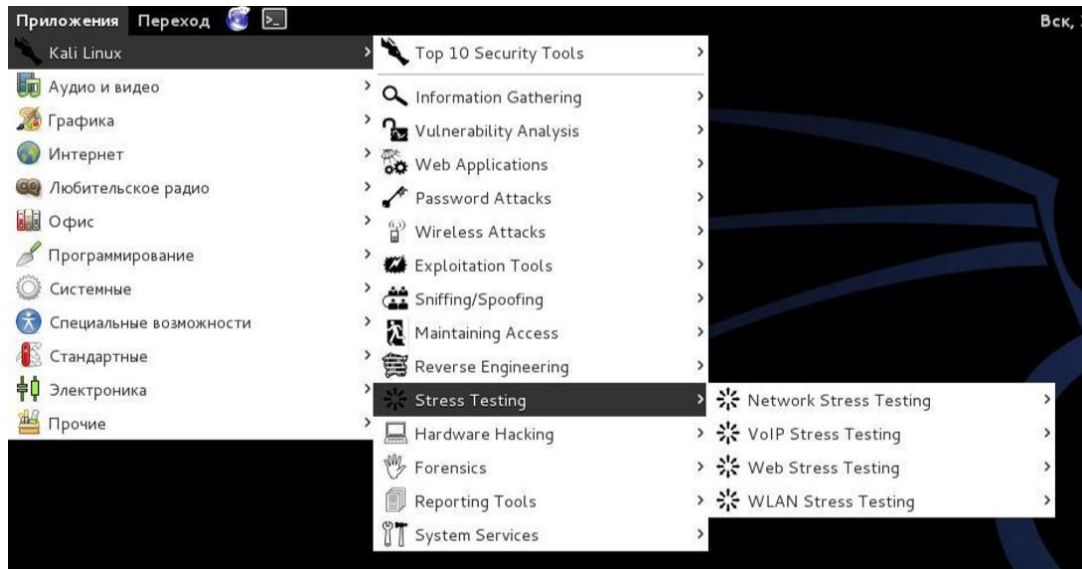 Приложения Переход Вск,
Kali Linux
Аудио и видео
Графика
Интернет
Любительское радио
Офис
Программирование
Системные
Специальные возможности
Стандартные
Электроника
Прочие
Top 10 Security Tools
Information Gathering
Vulnerability Analysis
Web Applications
Password Attacks
Wireless Attacks
Exploitation Tools
Sniffing/Spoofing
Maintaining Access
Reverse Engineering
Stress Testing
Hardware Hacking
Forensics
Reporting Tools
System Services
Network Stress Testing
VoIP Stress Testing
Web Stress Testing
WLAN Stress Testing